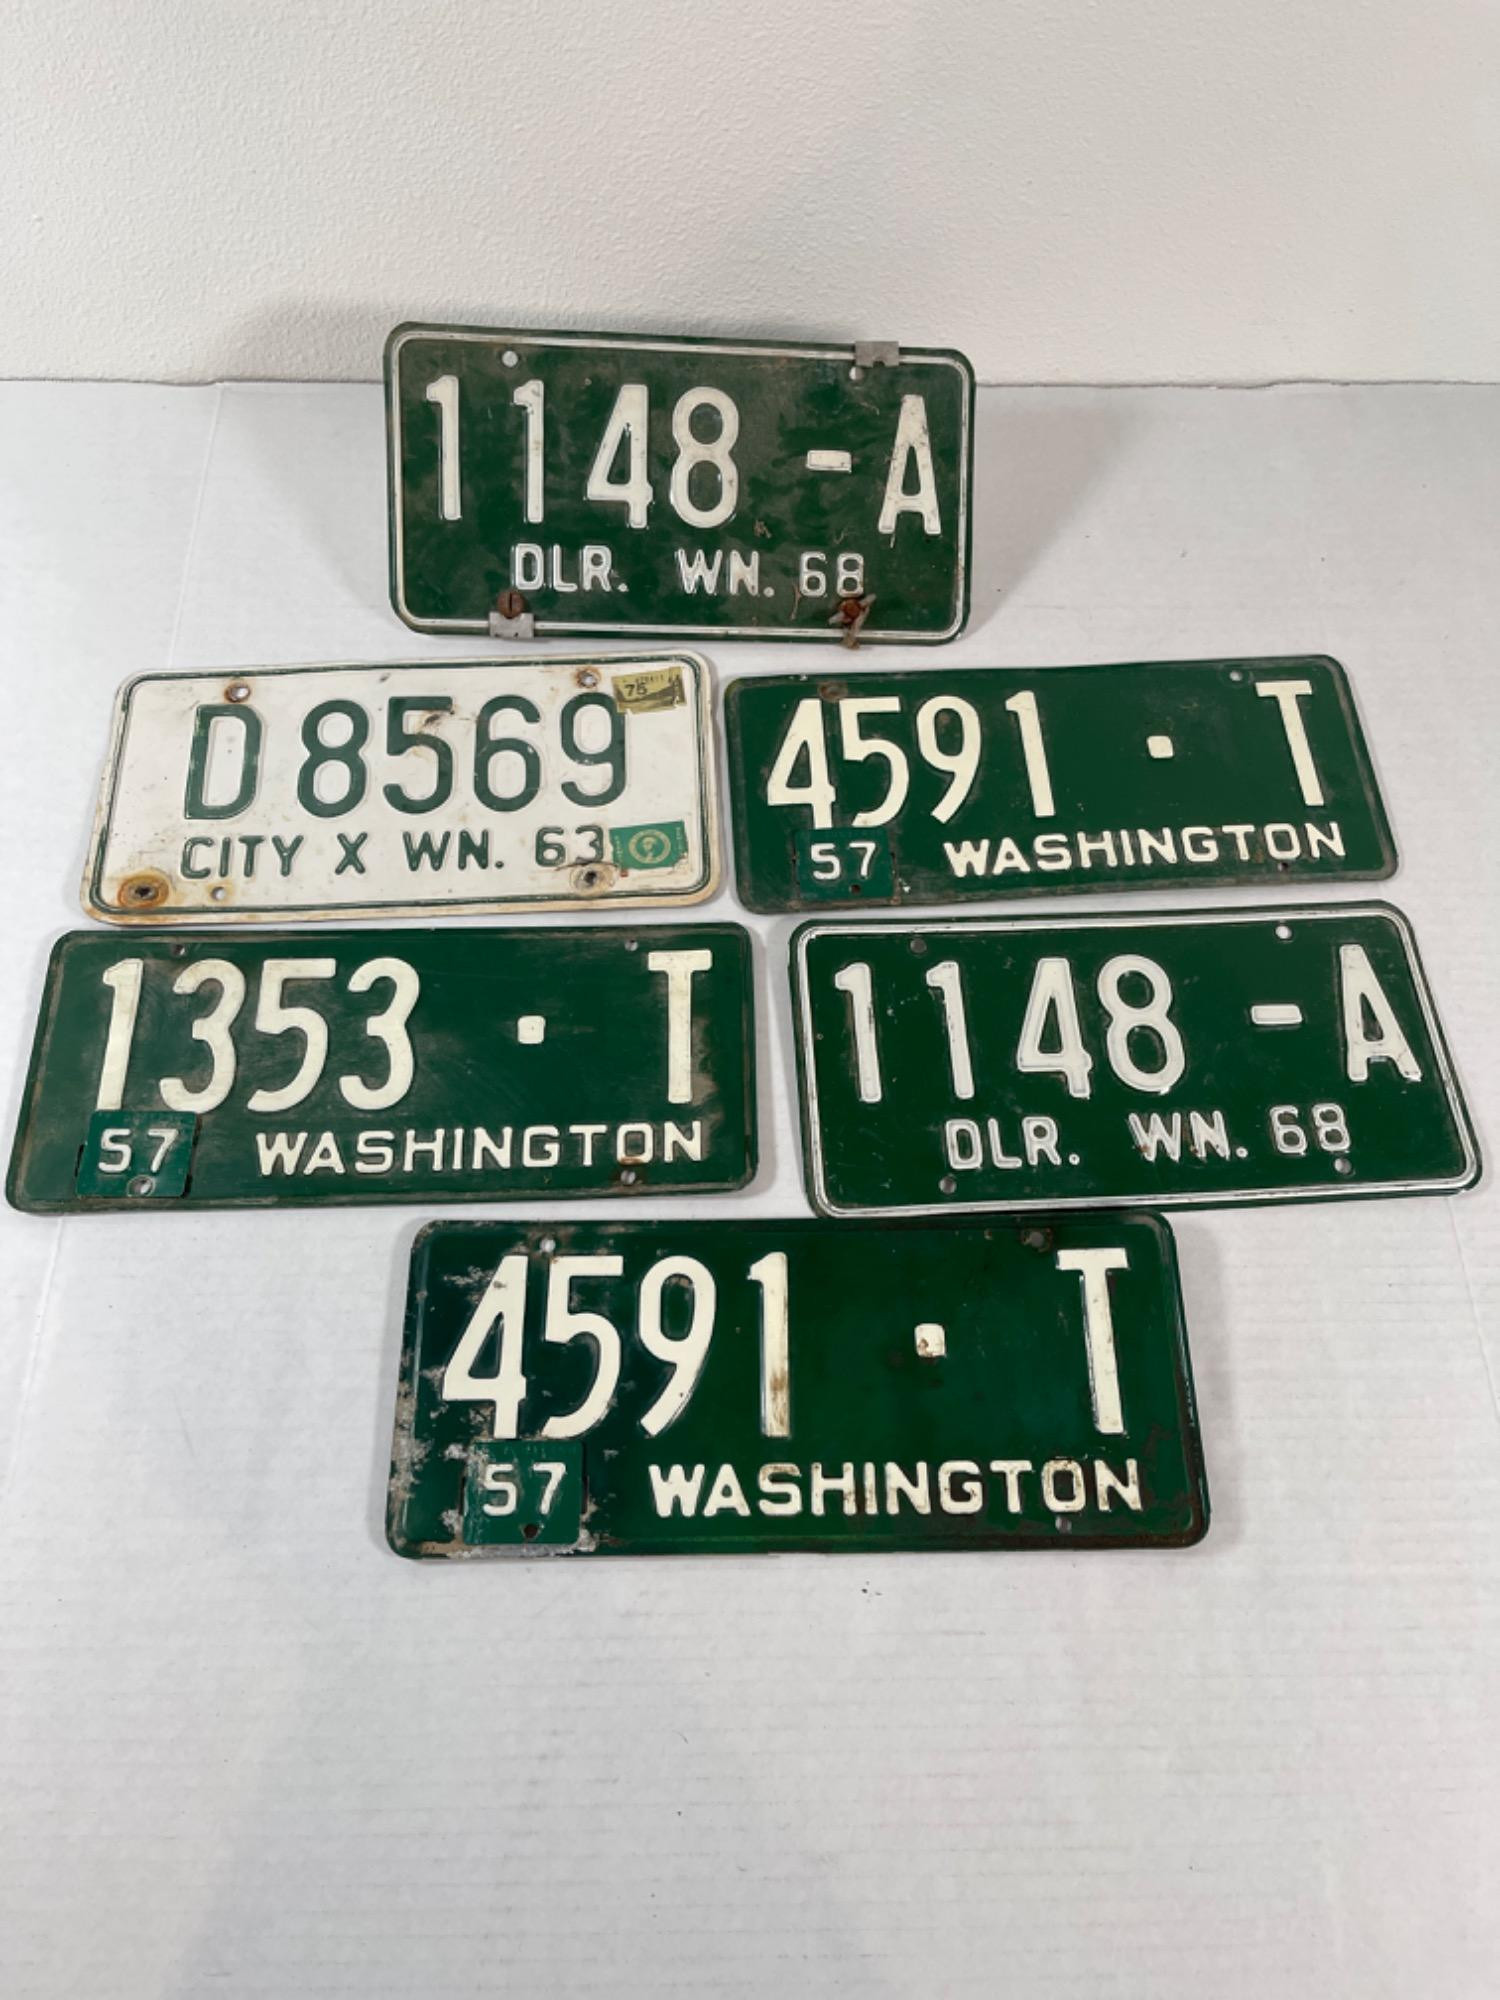 1148-A
DLR. WN. 68
75
D8569
CITY X WN. 63
4591·T
57 WASHINGTON
1353·T
57 WASHINGTON
1148-A
DLR. WN. 68
4591·T
57 WASHINGTON